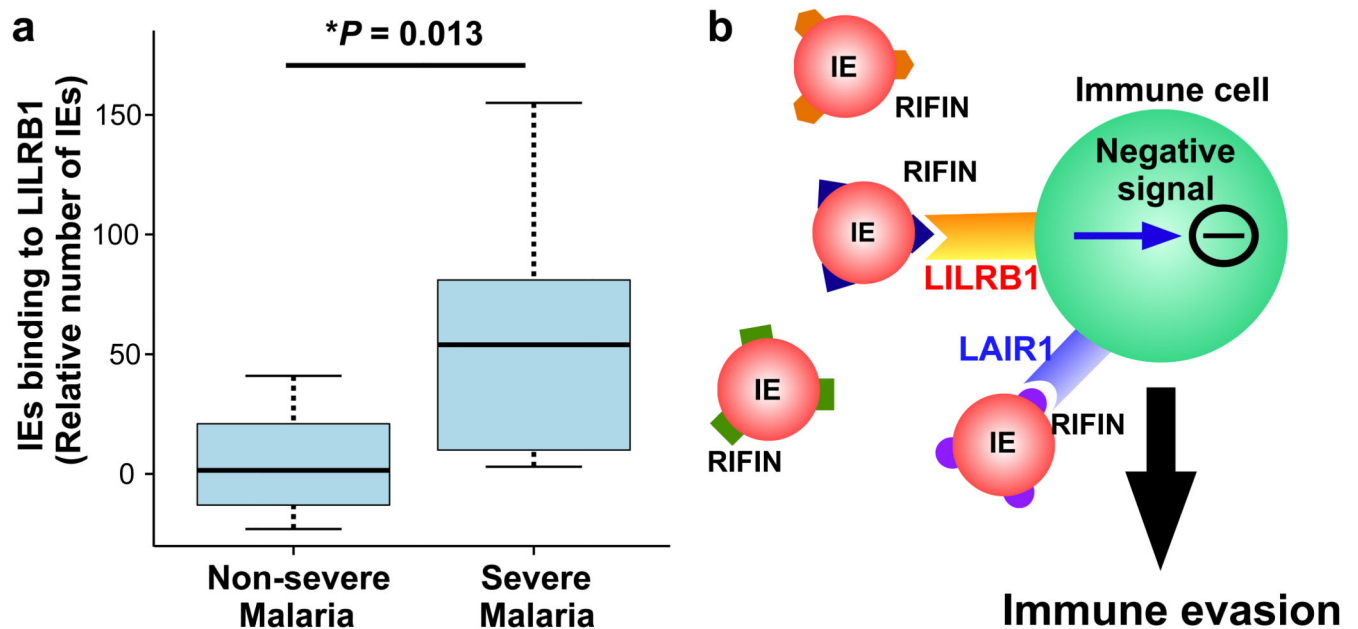 a
*P = 0.013
IEs binding to LILRB1
(Relative number of IEs)
150
100
50
0
Non-severe
Malaria
Severe
Malaria
b
IE
RIFIN
Immune cell
Negative
signal
RIFIN
IE
LILRB1
LAIR1
IE
RIFIN
IE
RIFIN
Immune evasion